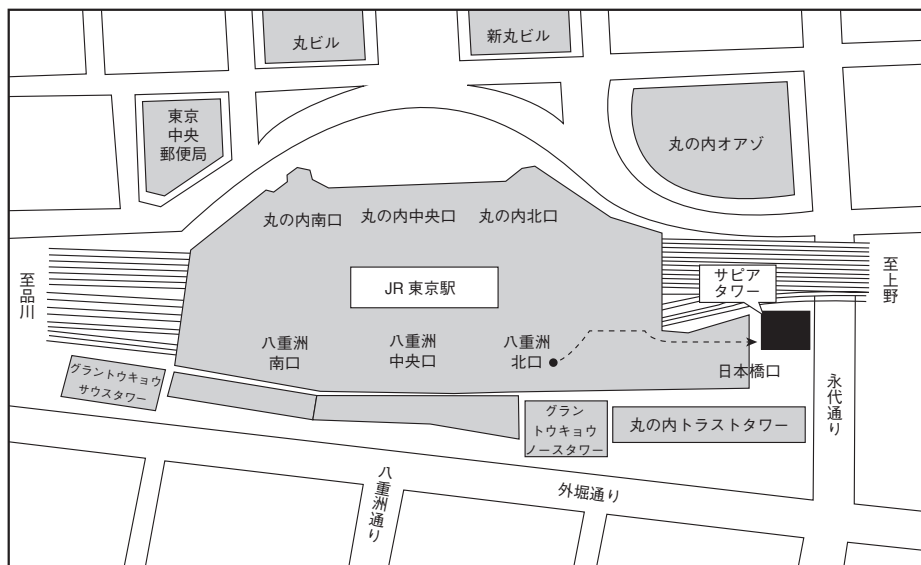 丸ビル
新丸ビル
東京
中央
郵便局
丸の内オアゾ
丸の内南口
丸の内中央口
丸の内北口
至品川
JR 東京駅
サピア
タワー
至上野
八重洲
南口
八重洲
中央口
八重洲
北口
日本橋口
グラントウキョウ
サウスタワー
グラン
トウキョウ
ノースタワー
丸の内トラストタワー
永代通り
八重洲通り
外堀通り